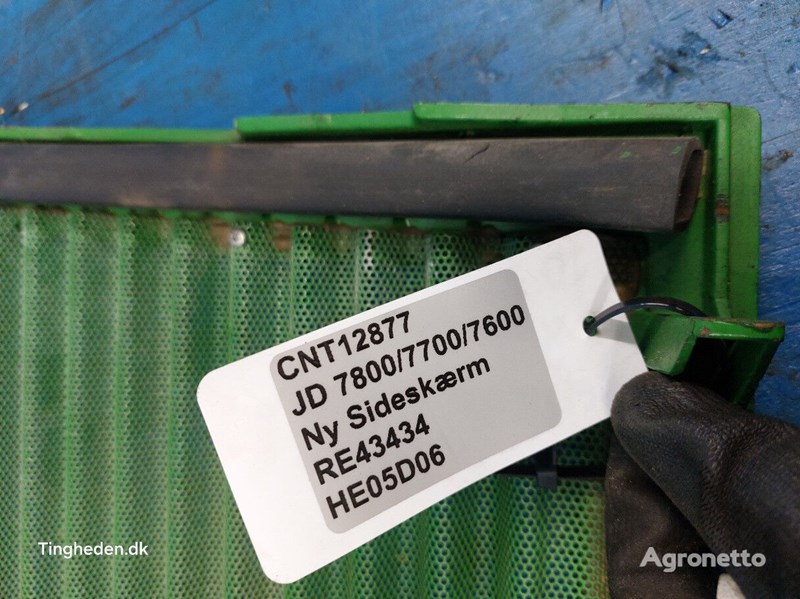 CNT12877
JD 7800/7700/7600
Ny Sideskærm
RE43434
HE05D06
Tingheden.dk
Agronetto